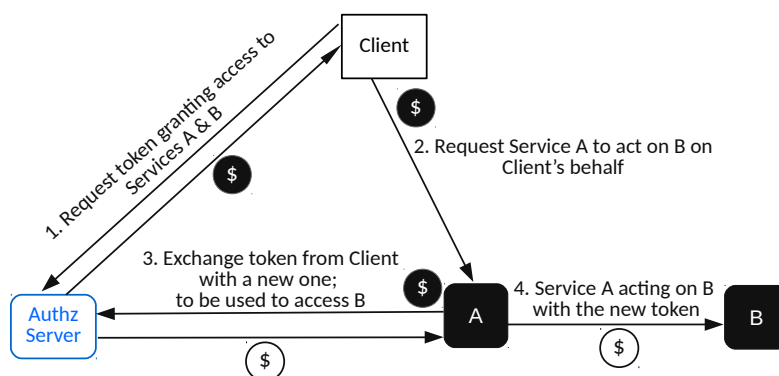 Client
1. Request token granting access to
Services A & B
$
$
2. Request Service A to act on B on
Client’s behalf
3. Exchange token from Client
with a new one;
to be used to access B
$
4. Service A acting on B
with the new token
Authz
Server
A
B
$
$